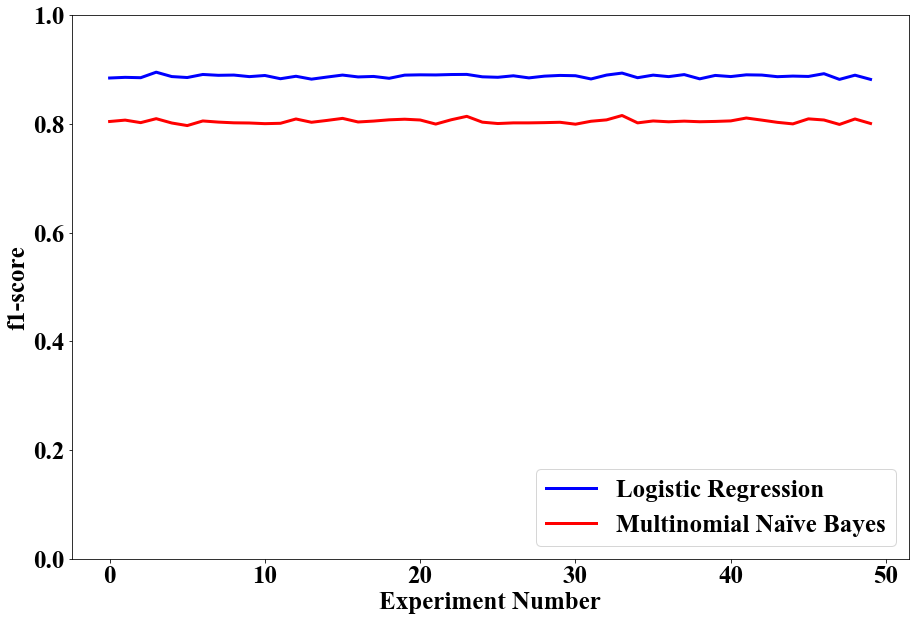 1.0
0.8
0.6
0.4
0.2
0.0
f1-score
0 10 20 30 40 50
Experiment Number
Logistic Regression
Multinomial Naïve Bayes